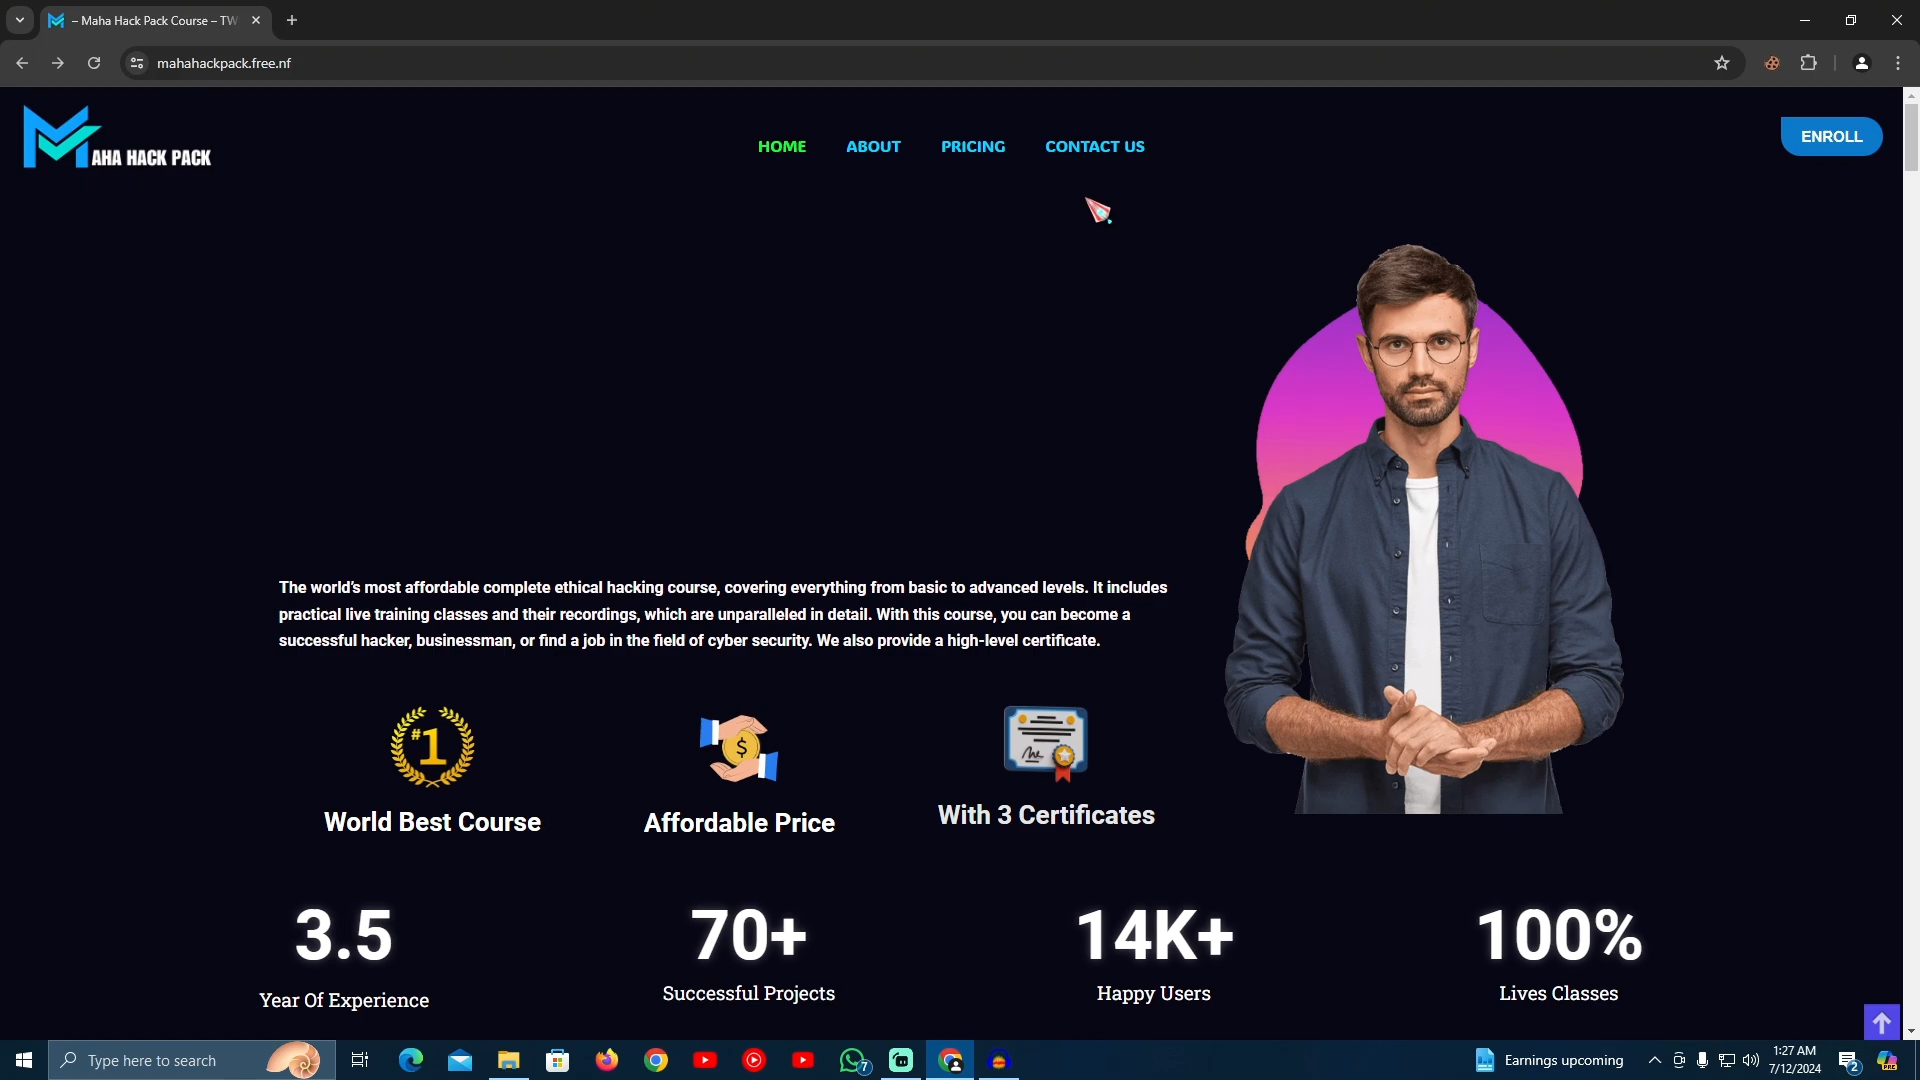 – Maha Hack Pack Course – TW
mahahackpack.free.nf
AHA HACK PACK
HOME
ABOUT
PRICING
CONTACT US
ENROLL
The world's most affordable complete ethical hacking course, covering everything from basic to advanced levels. It includes
practical live training classes and their recordings, which are unparalleled in detail. With this course, you can become a
successful hacker, businessman, or find a job in the field of cyber security. We also provide a high-level certificate.
#1
$
World Best Course
Affordable Price
With 3 Certificates
3.5
70+
14K+
100%
Year Of Experience
Successful Projects
Happy Users
Lives Classes
Type here to search
7
Earnings upcoming
1:27 AM
7/12/2024
2
PRE